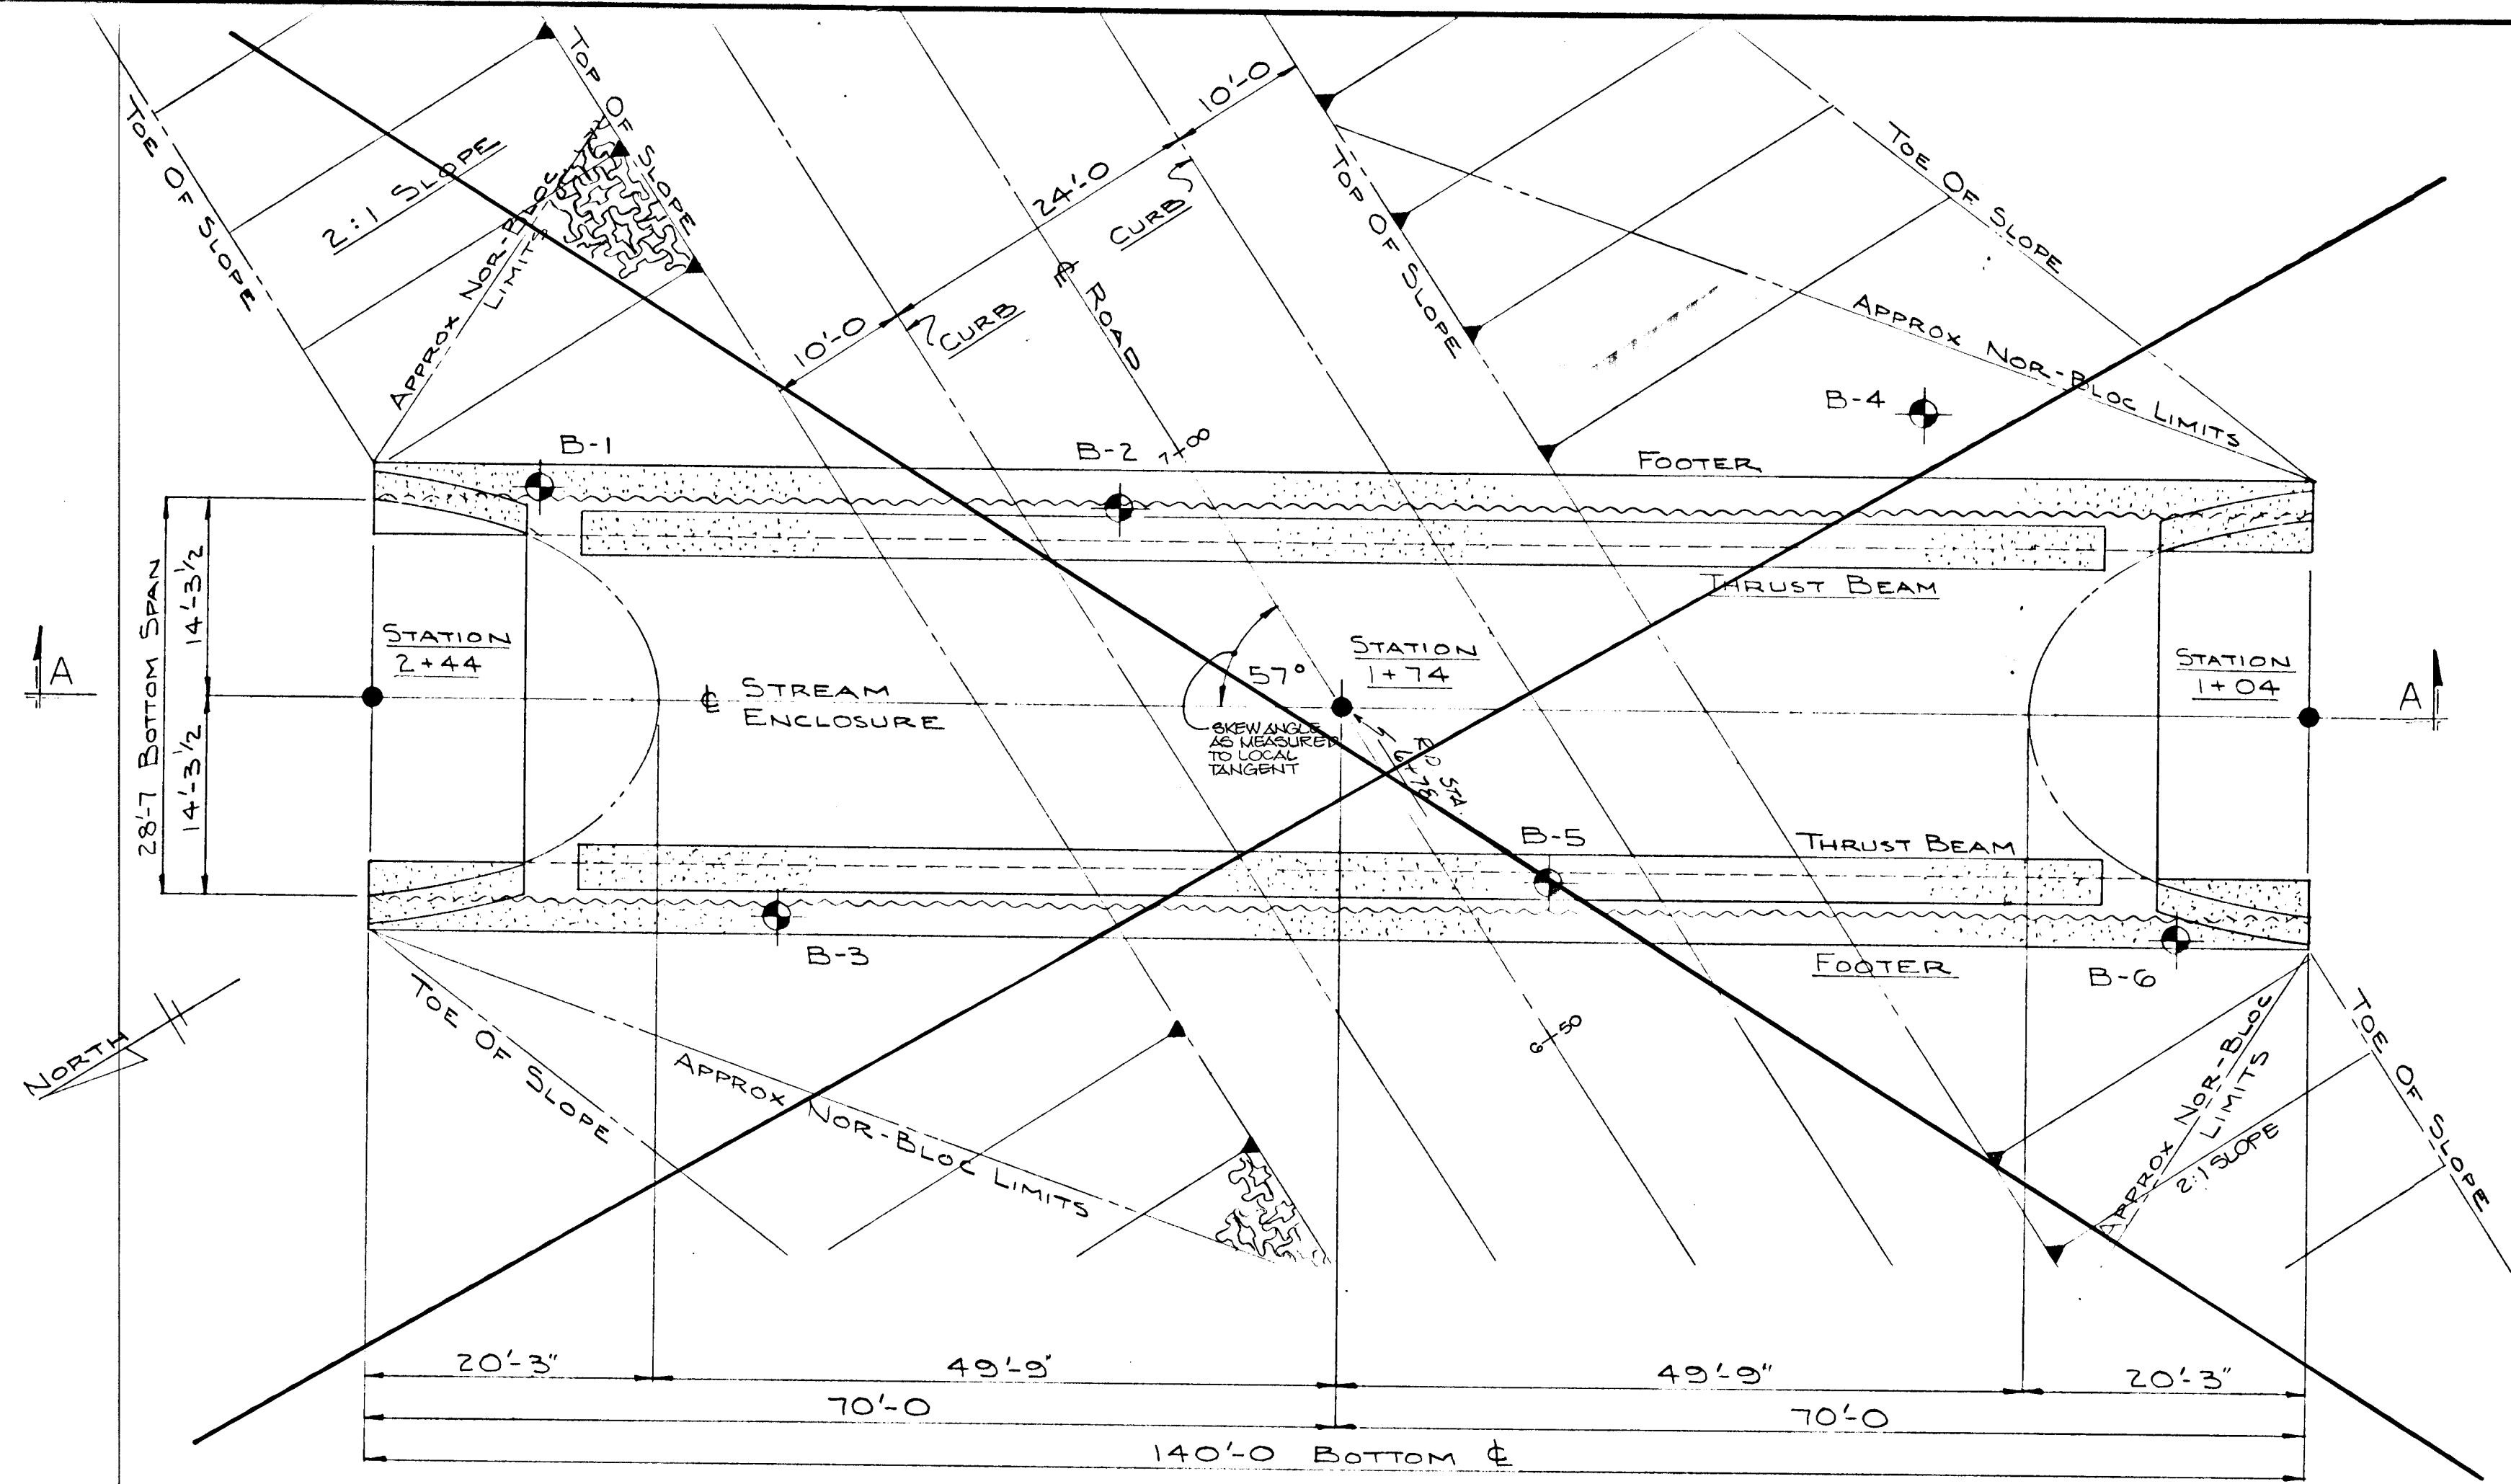 TOE OF SLOPE
2:1 SLOPE
TOP OF SLOPE
APPROX NOR-BLOC
LIMITS
10'-0
24'-0
10'-0
CURB
CURB
℄ ROAD
TOP OF SLOPE
TOE OF SLOPE
APPROX NOR-BLOC LIMITS
B-1
B-2
7+00
B-4
FOOTER
THRUST BEAM
28'-7 BOTTOM SPAN
14'-3½
14'-3½
A
STATION
2+44
℄ STREAM
ENCLOSURE
57°
SKEW ANGLE
AS MEASURED
TO LOCAL
TANGENT
STATION
1+74
RD STA
6+78
STATION
1+04
A
B-5
THRUST BEAM
B-3
FOOTER
B-6
NORTH
TOE OF SLOPE
APPROX NOR-BLOC LIMITS
6+50
APPROX NOR-BLOC
LIMITS
2:1 SLOPE
TOE OF SLOPE
20'-3"
49'-9"
49'-9"
20'-3"
70'-0
70'-0
140'-0 BOTTOM ℄